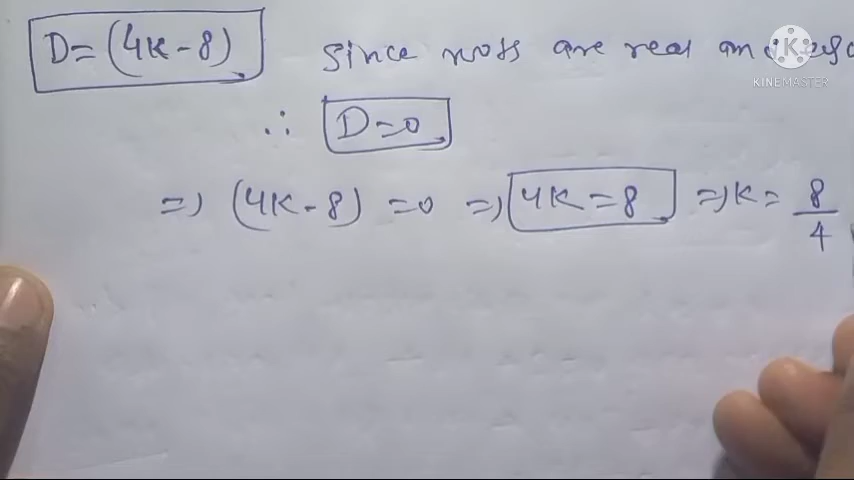 D=(4K-8) Since roots are real and
K
KINEMASTER
∴ D=0
=> (4K-8) =0 => 4K=8 => K= 8/4